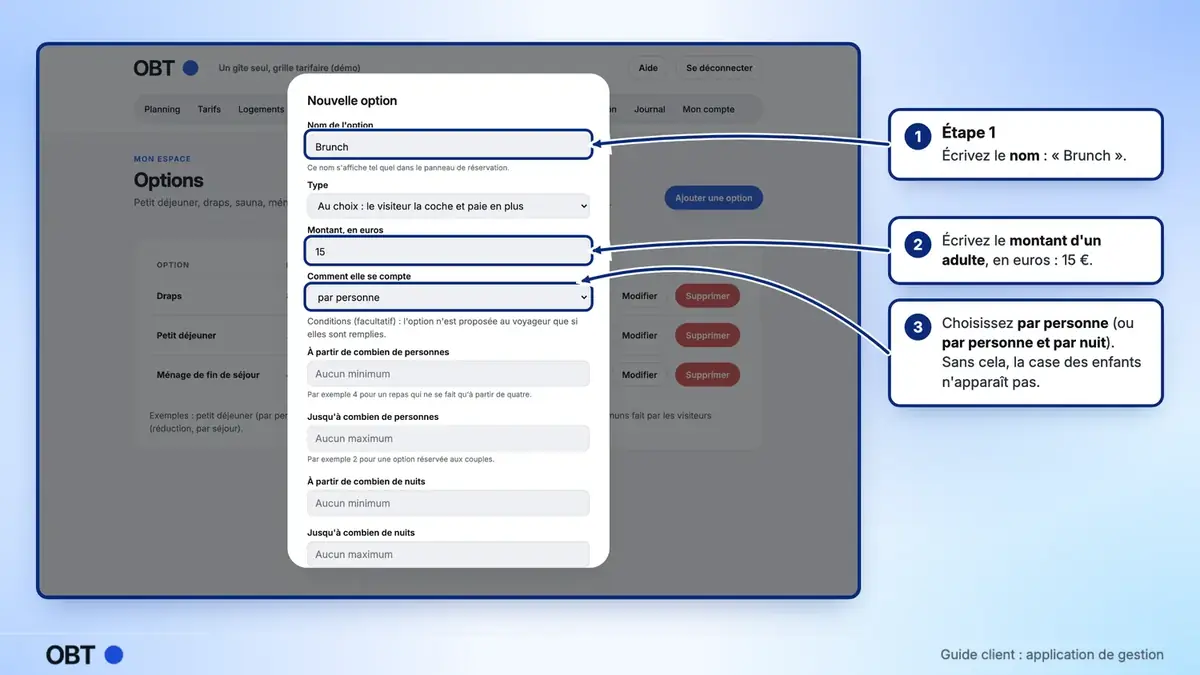 OBT
Un gîte seul, grille tarifaire (démo)
Aide
Se déconnecter
Planning
Tarifs
Logements
Journal
Mon compte
MON ESPACE
Options
Petit déjeuner, draps, sauna,
Ajouter une option
OPTION
Draps
Modifier
Supprimer
Petit déjeuner
Modifier
Supprimer
Ménage de fin de séjour
Modifier
Supprimer
Exemples : petit déjeuner (par
fait par les visiteurs
(réduction, par séjour).
Nouvelle option
Nom de l'option
Brunch
Ce nom s'affiche tel quel dans le panneau de réservation.
Type
Au choix : le visiteur la coche et paie en plus
Montant, en euros
15
Comment elle se compte
par personne
Conditions (facultatif) : l'option n'est proposée au voyageur que si
elles sont remplies.
À partir de combien de personnes
Aucun minimum
Par exemple 4 pour un repas qui ne se fait qu'à partir de quatre.
Jusqu'à combien de personnes
Aucun maximum
Par exemple 2 pour une option réservée aux couples.
À partir de combien de nuits
Aucun minimum
Jusqu'à combien de nuits
Aucun maximum
1
Étape 1
Écrivez le nom : « Brunch ».
2
Écrivez le montant d'un
adulte, en euros : 15 €.
3
Choisissez par personne (ou
par personne et par nuit).
Sans cela, la case des enfants
n'apparaît pas.
OBT
Guide client : application de gestion